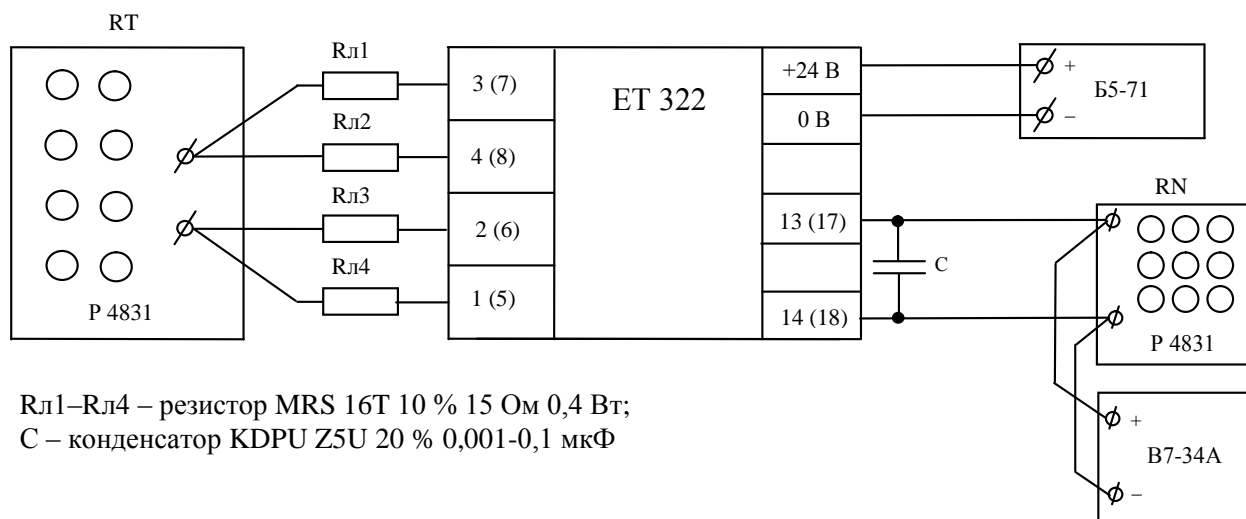 RT
Rл1
3 (7)
ЕТ 322
+24 В
+
Б5-71
Rл2
0 В
–
4 (8)
Rл3
RN
2 (6)
13 (17)
Rл4
С
1 (5)
Р 4831
14 (18)
Р 4831
Rл1–Rл4 – резистор MRS 16T 10 % 15 Ом 0,4 Вт;
С – конденсатор KDPU Z5U 20 % 0,001-0,1 мкФ
+
В7-34А
–